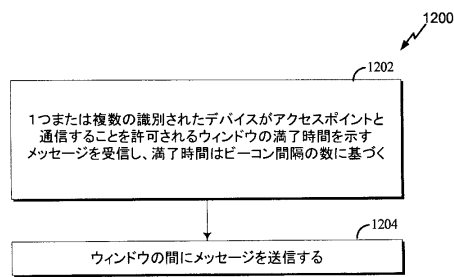 1200
1202
1つまたは複数の識別されたデバイスがアクセスポイントと
通信することを許可されるウィンドウの満了時間を示す
メッセージを受信し、満了時間はビーコン間隔の数に基づく
1204
ウィンドウの間にメッセージを送信する